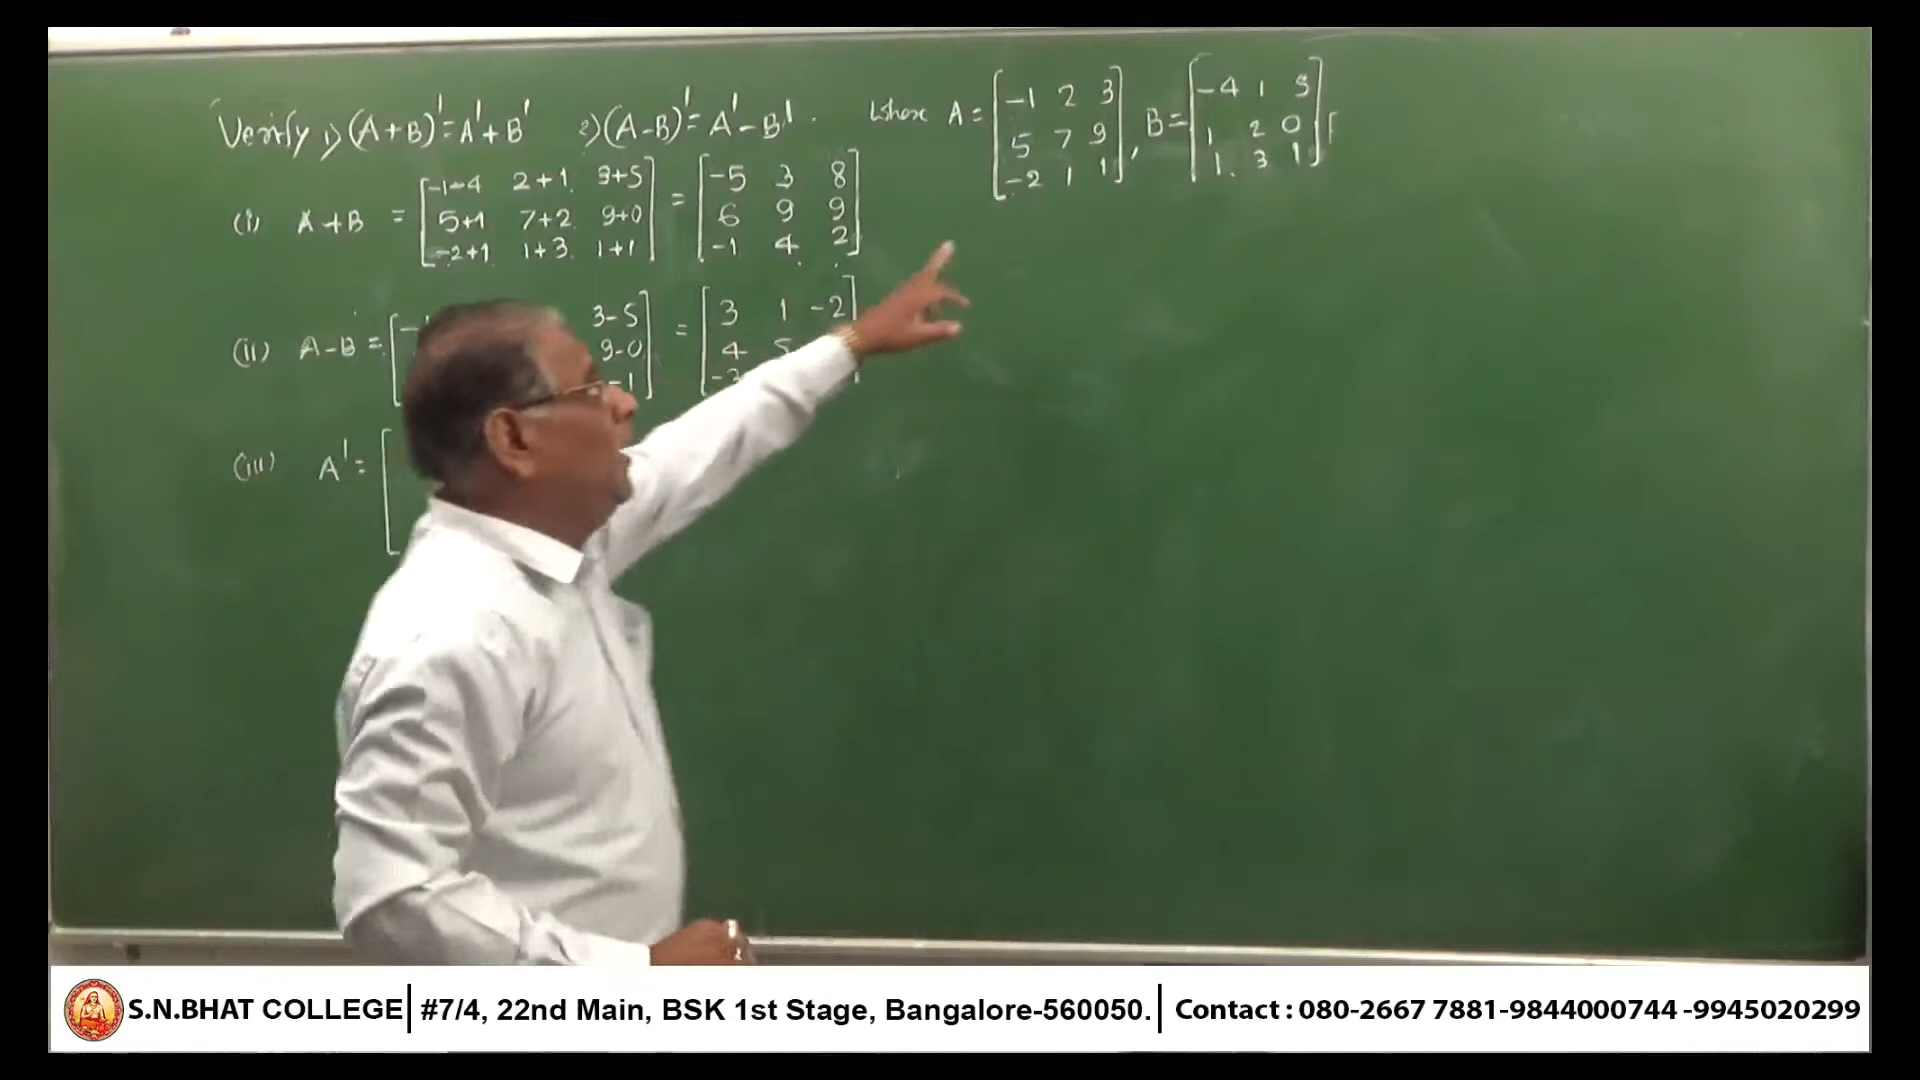 Verify 1) (A+B)' = A' + B' 2) (A-B)' = A' - B'. where A = [-1 2 3
5 7 9
-2 1 1], B = [-4 1 5
1 2 0
1 3 1]
(i) A+B = [-1-4 2+1 3+5
5+1 7+2 9+0
-2+1 1+3 1+1] = [-5 3 8
6 9 9
-1 4 2]
(ii) A-B = [- 3-5
9-0
-1] = [3 1 -2
4 5
-3
(iii) A' = [
S.N.BHAT COLLEGE | #7/4, 22nd Main, BSK 1st Stage, Bangalore-560050. | Contact : 080-2667 7881-9844000744 -9945020299